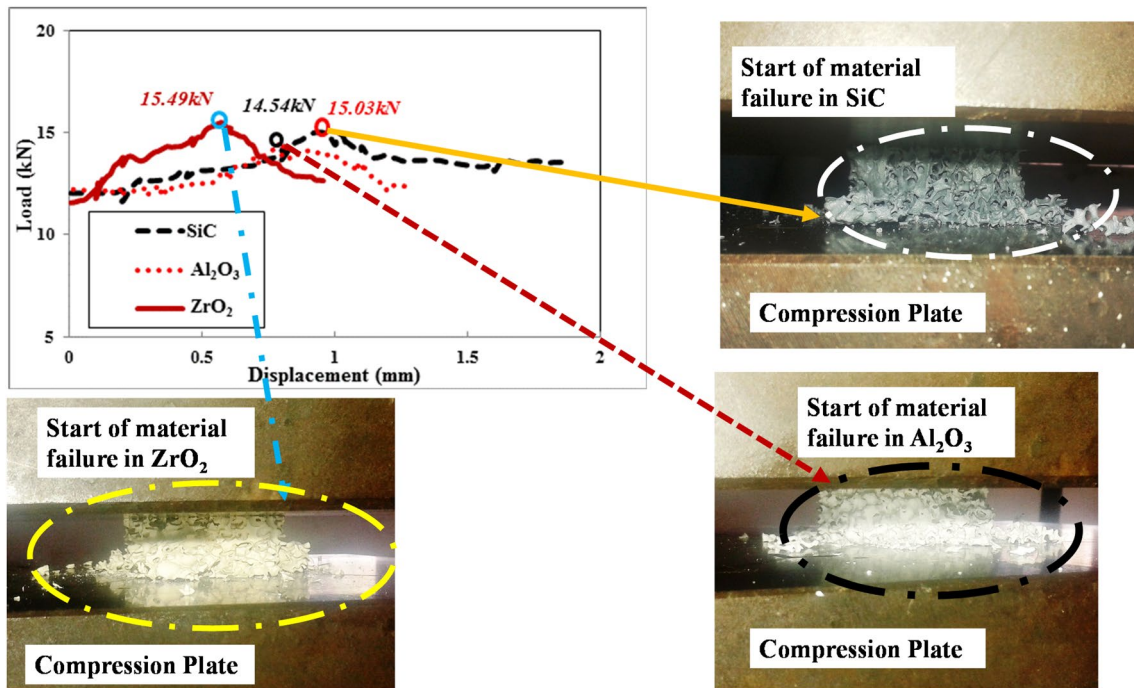 20
15
10
5
Load (kN)
15.49kN
14.54kN
15.03kN
SiC
Al₂O₃
ZrO₂
0
0.5
1
1.5
2
Displacement (mm)
Start of material
failure in SiC
Compression Plate
Start of material
failure in ZrO₂
Compression Plate
Start of material
failure in Al₂O₃
Compression Plate